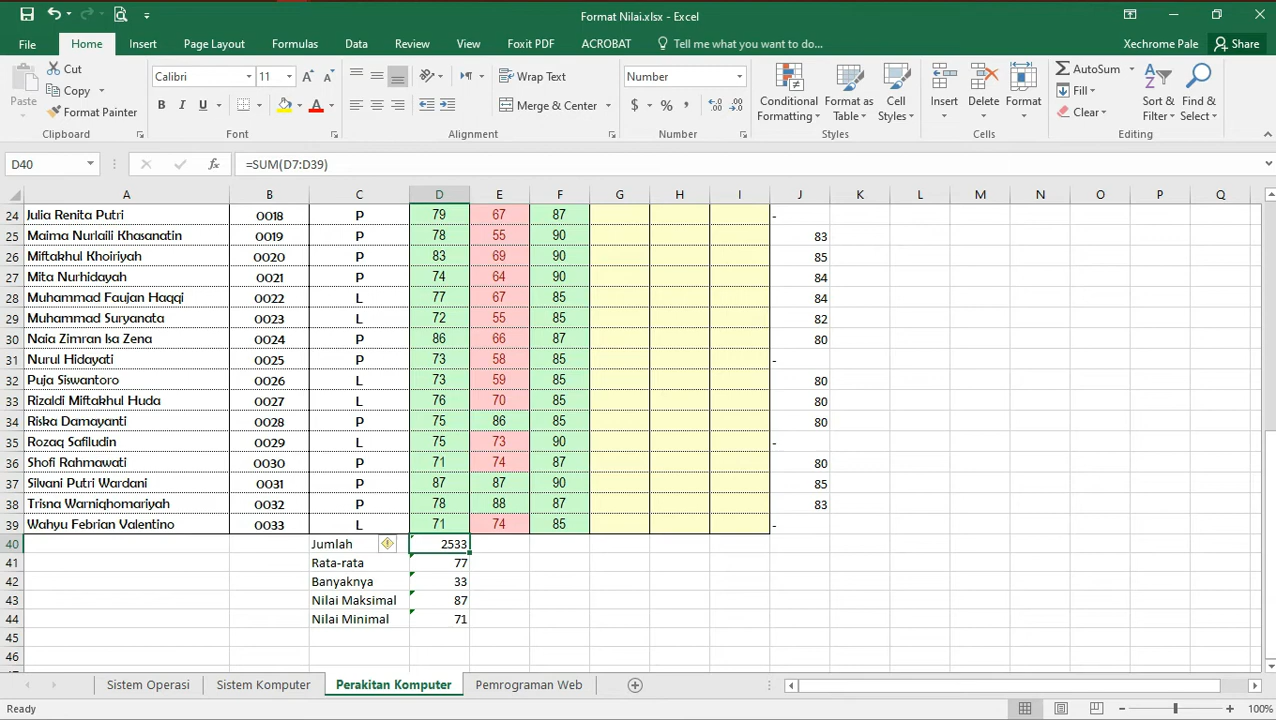 Format Nilai.xlsx - Excel
File Home Insert Page Layout Formulas Data Review View Foxit PDF ACROBAT Tell me what you want to do... Xechrome Pale Share
Paste Cut Copy Format Painter Clipboard
Calibri 11 A A B I U A Font
Wrap Text Merge & Center Alignment
Number $ % , Number
Conditional Formatting Format as Table Cell Styles Styles
Insert Delete Format Cells
AutoSum Fill Clear Sort & Filter Find & Select Editing
D40 fx =SUM(D7:D39)
A B C D E F G H I J K L M N O P Q
24 Julia Renita Putri 0018 P 79 67 87 -
25 Maima Nurlaili Khasanatin 0019 P 78 55 90 83
26 Miftakhul Khoiriyah 0020 P 83 69 90 85
27 Mita Nurhidayah 0021 P 74 64 90 84
28 Muhammad Faujan Haqqi 0022 L 77 67 85 84
29 Muhammad Suryanata 0023 L 72 55 85 82
30 Naia Zimran Isa Zena 0024 P 86 66 87 80
31 Nurul Hidayati 0025 P 73 58 85 -
32 Puja Siswantoro 0026 L 73 59 85 80
33 Rizaldi Miftakhul Huda 0027 L 76 70 85 80
34 Riska Damayanti 0028 P 75 86 85 80
35 Rozaq Safiludin 0029 L 75 73 90 -
36 Shofi Rahmawati 0030 P 71 74 87 80
37 Silvani Putri Wardani 0031 P 87 87 90 85
38 Trisna Warniqhomariyah 0032 P 78 88 87 83
39 Wahyu Febrian Valentino 0033 L 71 74 85 -
40 Jumlah 2533
41 Rata-rata 77
42 Banyaknya 33
43 Nilai Maksimal 87
44 Nilai Minimal 71
45
46
Sistem Operasi Sistem Komputer Perakitan Komputer Pemrograman Web
Ready 100%